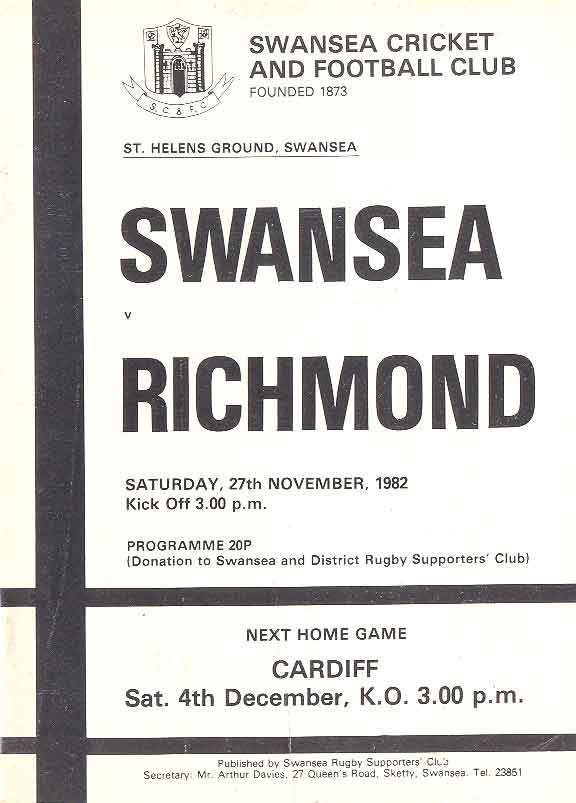 SWANSEA CRICKET
AND FOOTBALL CLUB
FOUNDED 1873
S. C. & F. C.
ST. HELENS GROUND, SWANSEA
SWANSEA
v
RICHMOND
SATURDAY, 27th NOVEMBER, 1982
Kick Off 3.00 p.m.
PROGRAMME 20P
(Donation to Swansea and District Rugby Supporters' Club)
NEXT HOME GAME
CARDIFF
Sat. 4th December, K.O. 3.00 p.m.
Published by Swansea Rugby Supporters' Club
Secretary: Mr. Arthur Davies, 27 Queen's Road, Sketty, Swansea. Tel. 23851